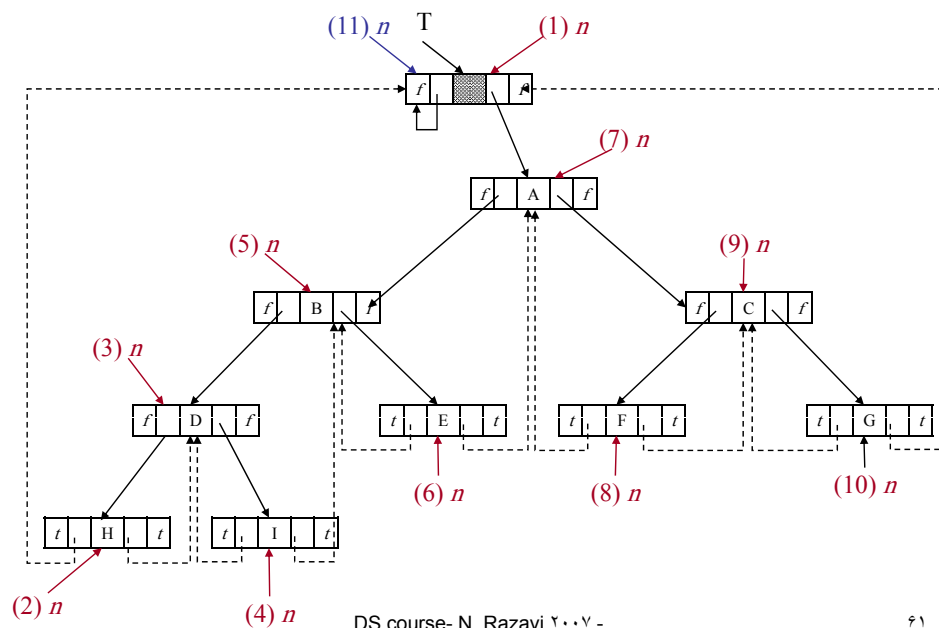 (11) n T (1) n
f f
(7) n
f A f
(5) n (9) n
f B f f C f
(3) n
f D f t E t t F t t G t
(6) n (8) n (10) n
t H t t I t
(2) n (4) n
DS course- N. Razavi ۲۰۰۷ - ۶۱